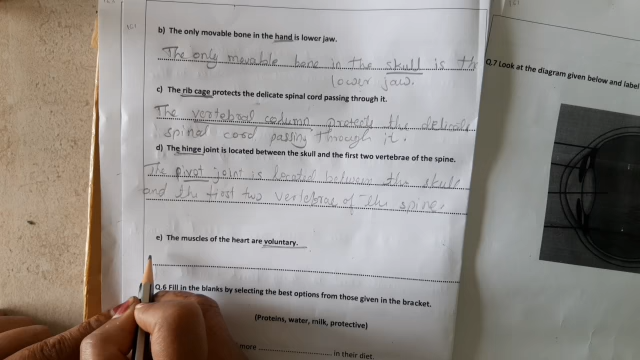 b) The only movable bone in the hand is lower jaw.
The only movable bone in the skull is the
lower jaw.
c) The rib cage protects the delicate spinal cord passing through it.
The vertebral column protects the delicate
spinal cord passing through it.
d) The hinge joint is located between the skull and the first two vertebrae of the spine.
The pivot joint is located between the skull
and the first two vertebrae of the spine.
e) The muscles of the heart are voluntary.
Q.6 Fill in the blanks by selecting the best options from those given in the bracket.
(Proteins, water, milk, protective)
more ........................ in their diet.
Q.7 Look at the diagram given below and label